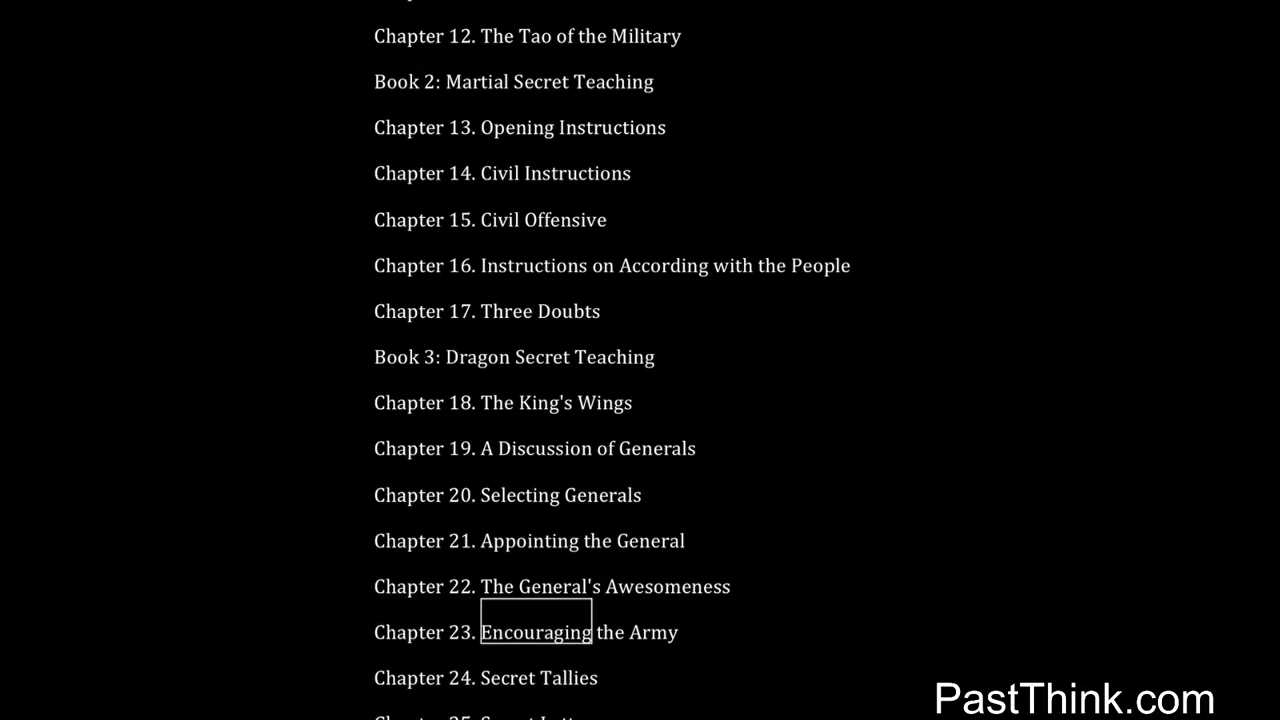 Chapter 12. The Tao of the Military
Book 2: Martial Secret Teaching
Chapter 13. Opening Instructions
Chapter 14. Civil Instructions
Chapter 15. Civil Offensive
Chapter 16. Instructions on According with the People
Chapter 17. Three Doubts
Book 3: Dragon Secret Teaching
Chapter 18. The King's Wings
Chapter 19. A Discussion of Generals
Chapter 20. Selecting Generals
Chapter 21. Appointing the General
Chapter 22. The General's Awesomeness
Chapter 23. Encouraging the Army
Chapter 24. Secret Tallies
PastThink.com